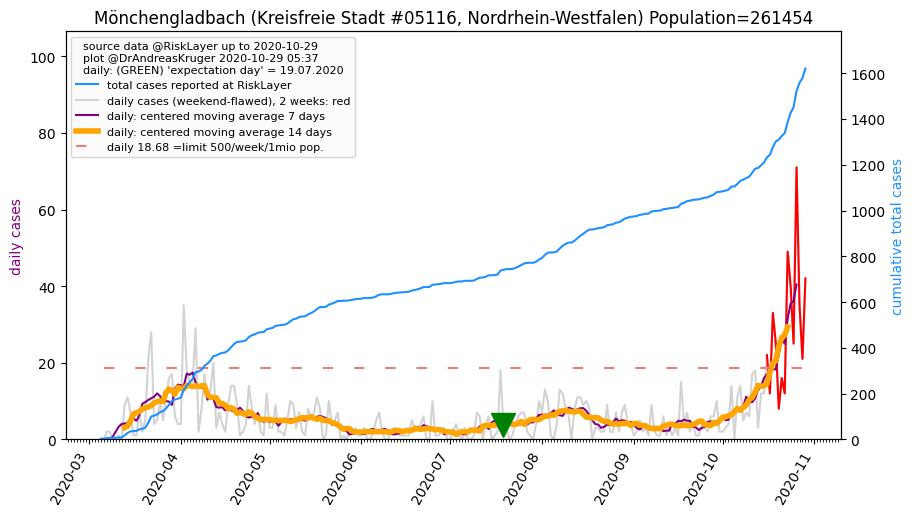 Mönchengladbach (Kreisfreie Stadt #05116, Nordrhein-Westfalen) Population=261454
source data @RiskLayer up to 2020-10-29
plot @DrAndreasKruger 2020-10-29 05:37
daily: (GREEN) 'expectation day' = 19.07.2020
total cases reported at RiskLayer
daily cases (weekend-flawed), 2 weeks: red
daily: centered moving average 7 days
daily: centered moving average 14 days
daily 18.68 =limit 500/week/1mio pop.
daily cases
100
80
60
40
20
0
cumulative total cases
1600
1400
1200
1000
800
600
400
200
0
2020-03
2020-04
2020-05
2020-06
2020-07
2020-08
2020-09
2020-10
2020-11